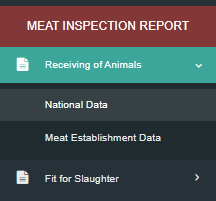 MEAT INSPECTION REPORT
Receiving of Animals
National Data
Meat Establishment Data
Fit for Slaughter